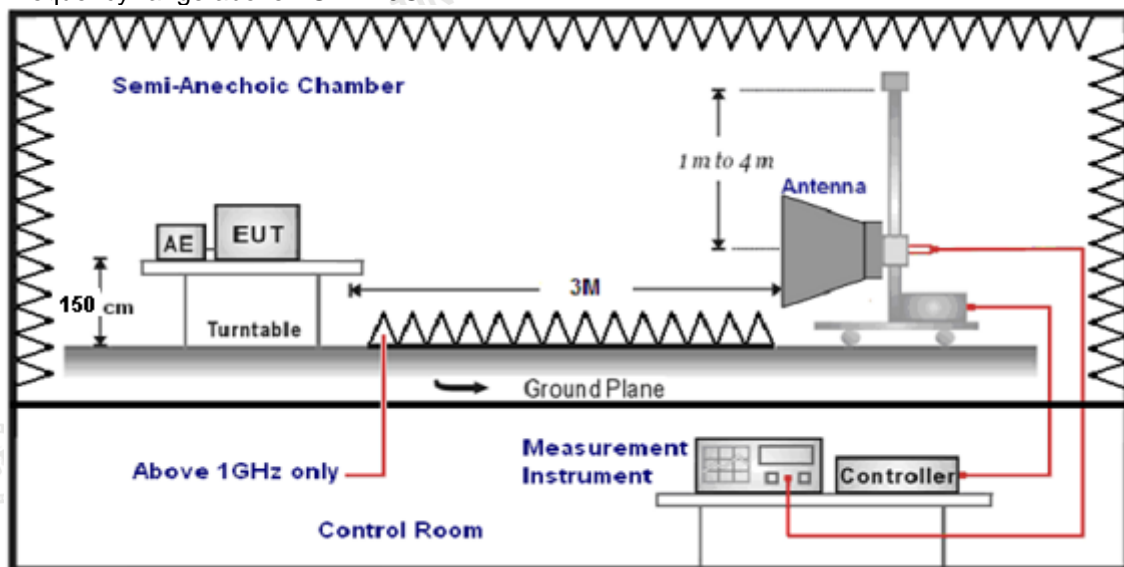 Semi-Anechoic Chamber
1 m to 4 m
Antenna
AE
EUT
150 cm
3M
Turntable
Ground Plane
Above 1GHz only
Measurement
Instrument
Controller
Control Room